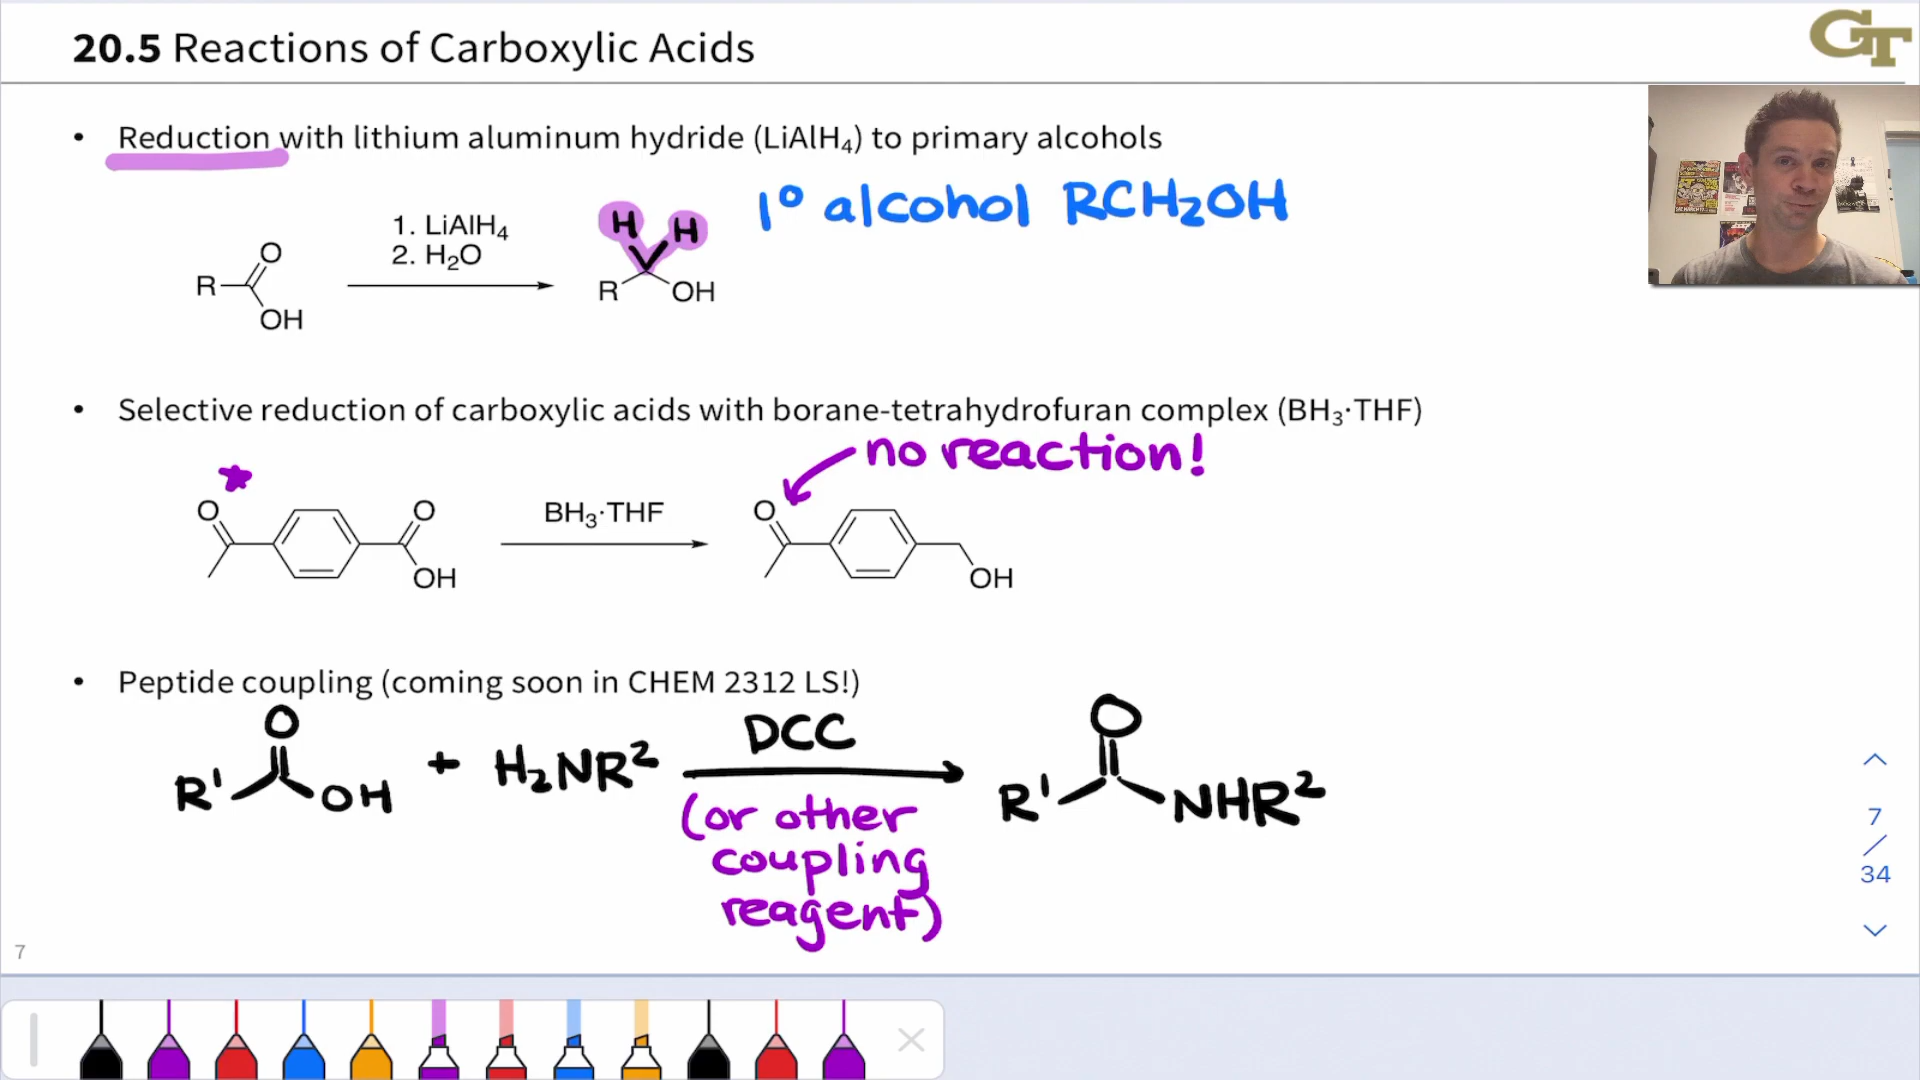 20.5 Reactions of Carboxylic Acids
GT
• Reduction with lithium aluminum hydride (LiAlH₄) to primary alcohols
1° alcohol RCH₂OH
1. LiAlH₄
2. H₂O
R
O
OH
H H
R OH
• Selective reduction of carboxylic acids with borane-tetrahydrofuran complex (BH₃·THF)
no reaction!
O
O
OH
BH₃·THF
O
OH
• Peptide coupling (coming soon in CHEM 2312 LS!)
O
R¹ OH + H₂NR²
DCC
(or other
coupling
reagent)
O
R¹ NHR²
7
/
34
7